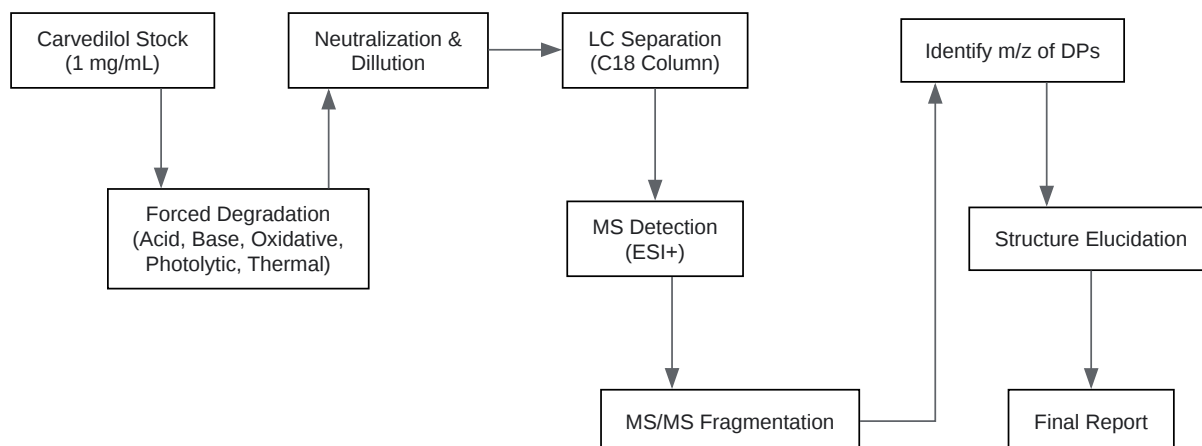 Carvedilol Stock
(1 mg/mL)
Forced Degradation
(Acid, Base, Oxidative,
Photolytic, Thermal)
Neutralization &
Dillution
LC Separation
(C18 Column)
MS Detection
(ESI+)
MS/MS Fragmentation
Identify m/z of DPs
Structure Elucidation
Final Report